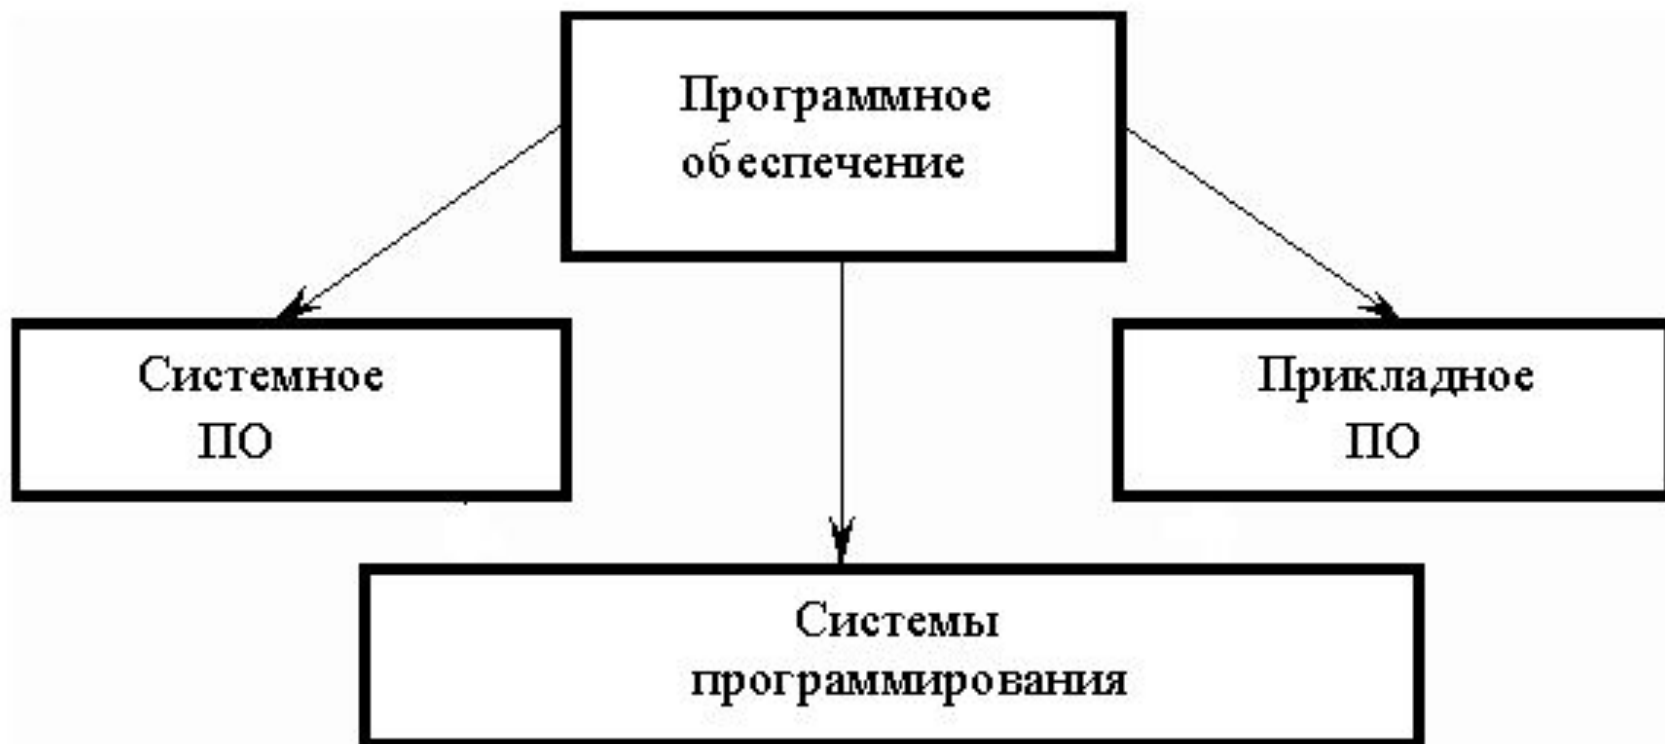 Программное
обеспечение
Системное
ПО
Прикладное
ПО
Системы
программирования